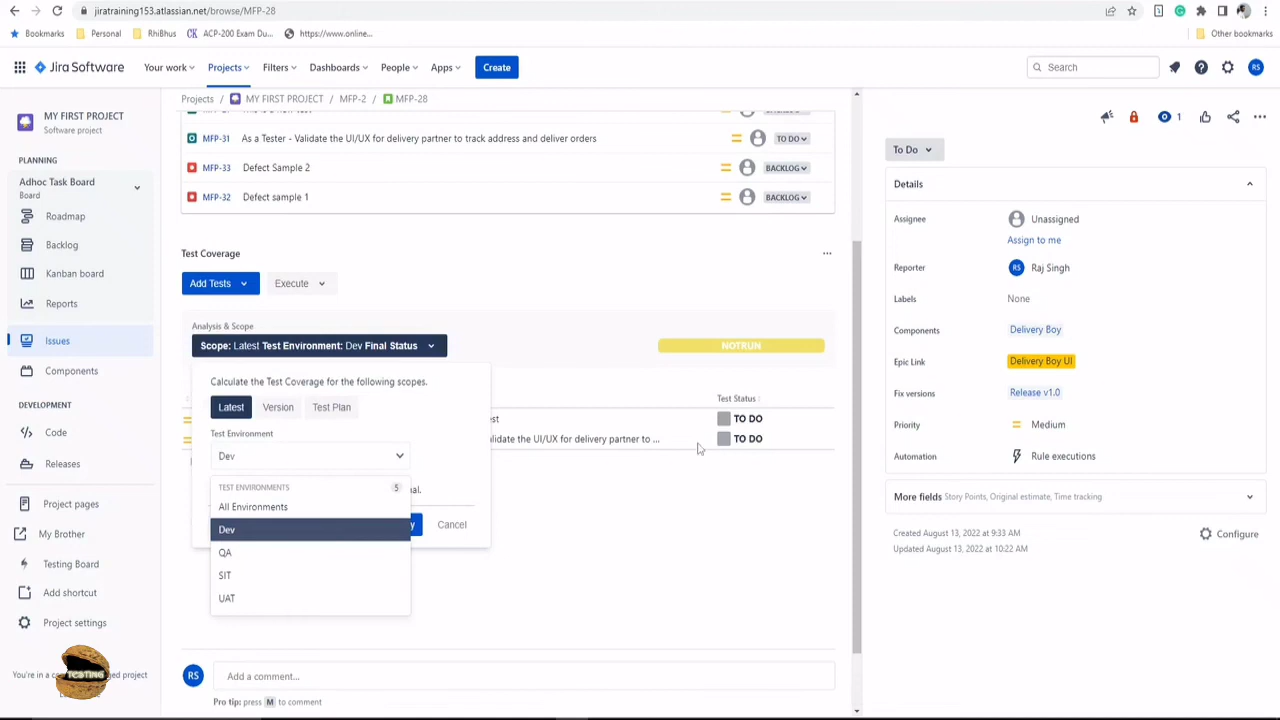 jiratraining153.atlassian.net/browse/MFP-28
Bookmarks Personal RhiBhus ACP-200 Exam Du... https://www.online... Other bookmarks
Jira Software Your work Projects Filters Dashboards People Apps Create Search RS
MY FIRST PROJECT
Software project
PLANNING
Adhoc Task Board
Board
Roadmap
Backlog
Kanban board
Reports
Issues
Components
DEVELOPMENT
Code
Releases
Project pages
My Brother
Testing Board
Add shortcut
Project settings
You're in a project
TESTING
Projects / MY FIRST PROJECT / MFP-2 / MFP-28
MFP-31 As a Tester - Validate the UI/UX for delivery partner to track address and deliver orders TO DO
MFP-33 Defect Sample 2 BACKLOG
MFP-32 Defect sample 1 BACKLOG
Test Coverage
Add Tests Execute
Analysis & Scope
Scope: Latest Test Environment: Dev Final Status NOTRUN
Calculate the Test Coverage for the following scopes.
Latest Version Test Plan
Test Environment
Dev
TEST ENVIRONMENTS 5
All Environments
Dev
QA
SIT
UAT
Cancel
Test Status
TO DO
alidate the UI/UX for delivery partner to ... TO DO
RS Add a comment...
Pro tip: press M to comment
1
To Do
Details
Assignee Unassigned
Assign to me
Reporter RS Raj Singh
Labels None
Components Delivery Boy
Epic Link Delivery Boy UI
Fix versions Release v1.0
Priority Medium
Automation Rule executions
More fields Story Points, Original estimate, Time tracking
Created August 13, 2022 at 9:33 AM
Updated August 13, 2022 at 10:22 AM
Configure